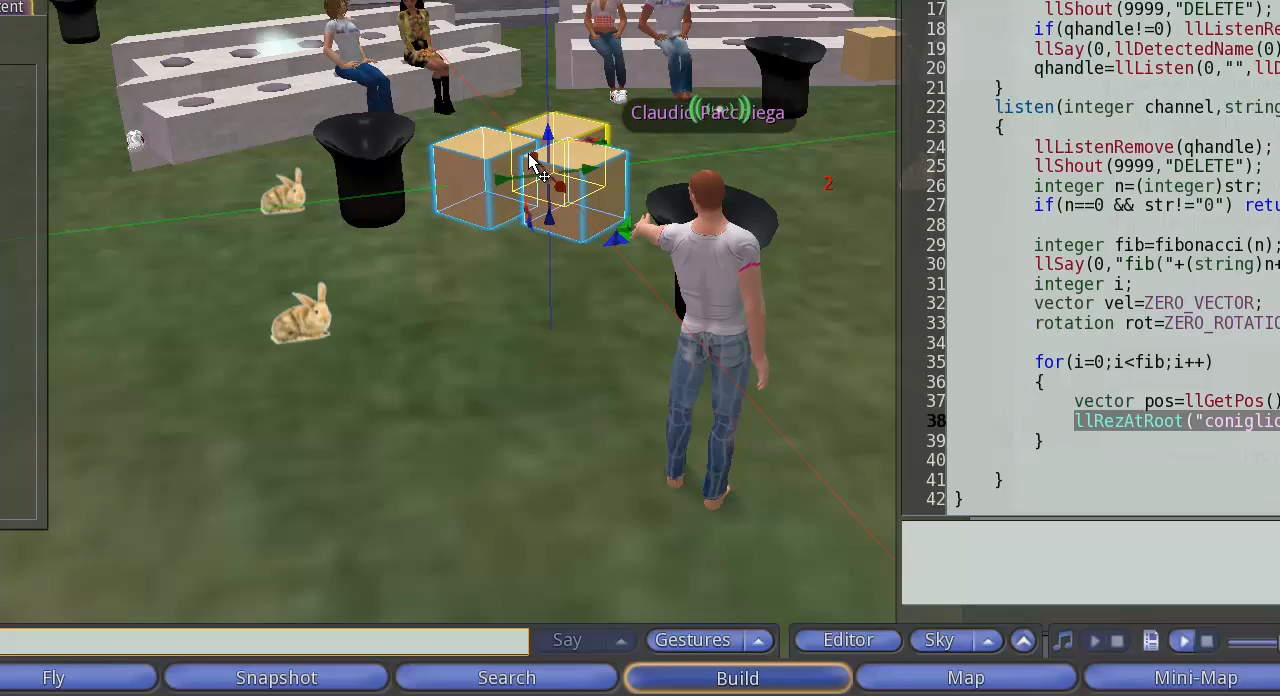 tent
Claudio Pacchiega
2
17 llShout(9999,"DELETE");
18 if(qhandle!=0) llListenRe
19 llSay(0,llDetectedName(0)
20 qhandle=llListen(0,"",llD
21 }
22 listen(integer channel,string
23 {
24 llListenRemove(qhandle);
25 llShout(9999,"DELETE");
26 integer n=(integer)str;
27 if(n==0 && str!="0") retu
28
29 integer fib=fibonacci(n);
30 llSay(0,"fib("+(string)n+
31 integer i;
32 vector vel=ZERO_VECTOR;
33 rotation rot=ZERO_ROTATIO
34
35 for(i=0;i<fib;i++)
36 {
37 vector pos=llGetPos()
38 llRezAtRoot("coniglio
39 }
40
41 }
42 }
Say Gestures Editor Sky
Fly Snapshot Search Build Map Mini-Map